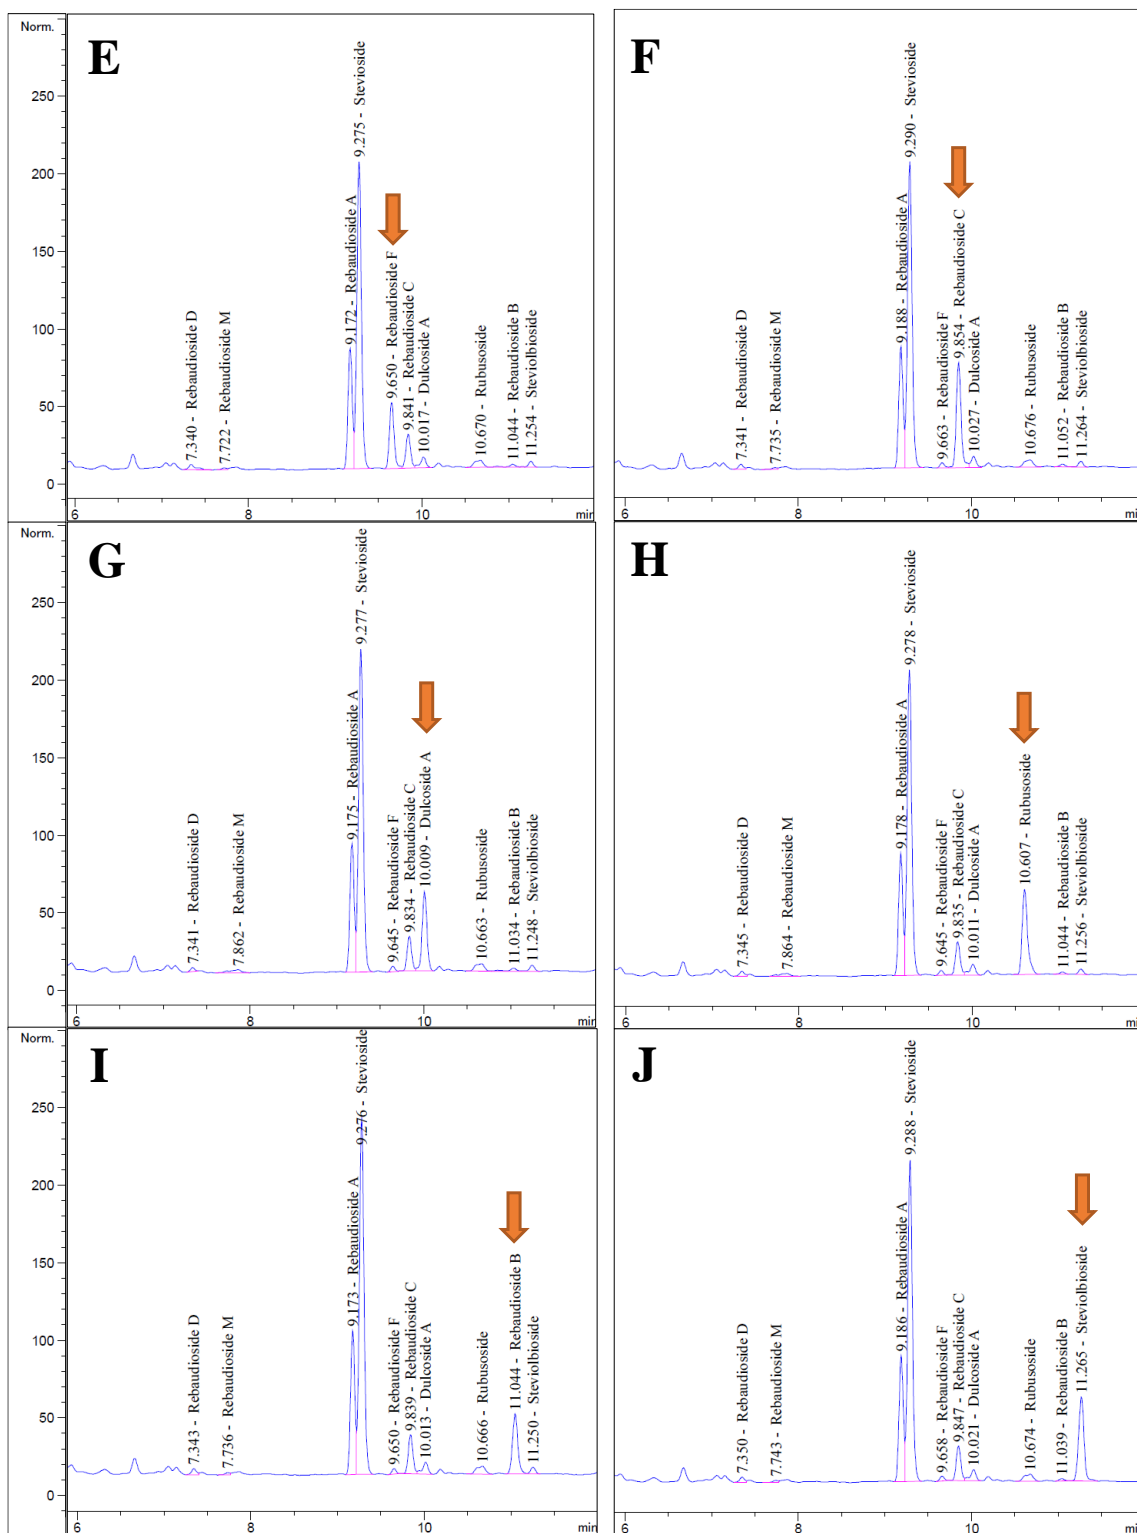 E
Norm.
250
200
150
100
50
0
7.340 - Rebaudioside D
7.722 - Rebaudioside M
9.172 - Rebaudioside A
9.275 - Stevioside
9.650 - Rebaudioside F
9.841 - Rebaudioside C
10.017 - Dulcoside A
10.670 - Rubusoside
11.044 - Rebaudioside B
11.254 - Steviolbioside
6
8
10
min
F
7.341 - Rebaudioside D
7.735 - Rebaudioside M
9.188 - Rebaudioside A
9.290 - Stevioside
9.663 - Rebaudioside F
9.854 - Rebaudioside C
10.027 - Dulcoside A
10.676 - Rubusoside
11.052 - Rebaudioside B
11.264 - Steviolbioside
6
8
10
mi
G
Norm.
250
200
150
100
50
0
7.341 - Rebaudioside D
7.862 - Rebaudioside M
9.175 - Rebaudioside A
9.277 - Stevioside
9.645 - Rebaudioside F
9.834 - Rebaudioside C
10.009 - Dulcoside A
10.663 - Rubusoside
11.034 - Rebaudioside B
11.248 - Steviolbioside
6
8
10
min
H
7.345 - Rebaudioside D
7.864 - Rebaudioside M
9.178 - Rebaudioside A
9.278 - Stevioside
9.645 - Rebaudioside F
9.835 - Rebaudioside C
10.011 - Dulcoside A
10.607 - Rubusoside
11.044 - Rebaudioside B
11.256 - Steviolbioside
6
8
10
mi
I
Norm.
250
200
150
100
50
0
7.343 - Rebaudioside D
7.736 - Rebaudioside M
9.173 - Rebaudioside A
9.276 - Stevioside
9.650 - Rebaudioside F
9.839 - Rebaudioside C
10.013 - Dulcoside A
10.666 - Rubusoside
11.044 - Rebaudioside B
11.250 - Steviolbioside
6
8
10
min
J
7.350 - Rebaudioside D
7.743 - Rebaudioside M
9.186 - Rebaudioside A
9.288 - Stevioside
9.658 - Rebaudioside F
9.847 - Rebaudioside C
10.021 - Dulcoside A
10.674 - Rubusoside
11.039 - Rebaudioside B
11.265 - Steviolbioside
6
8
10
mi